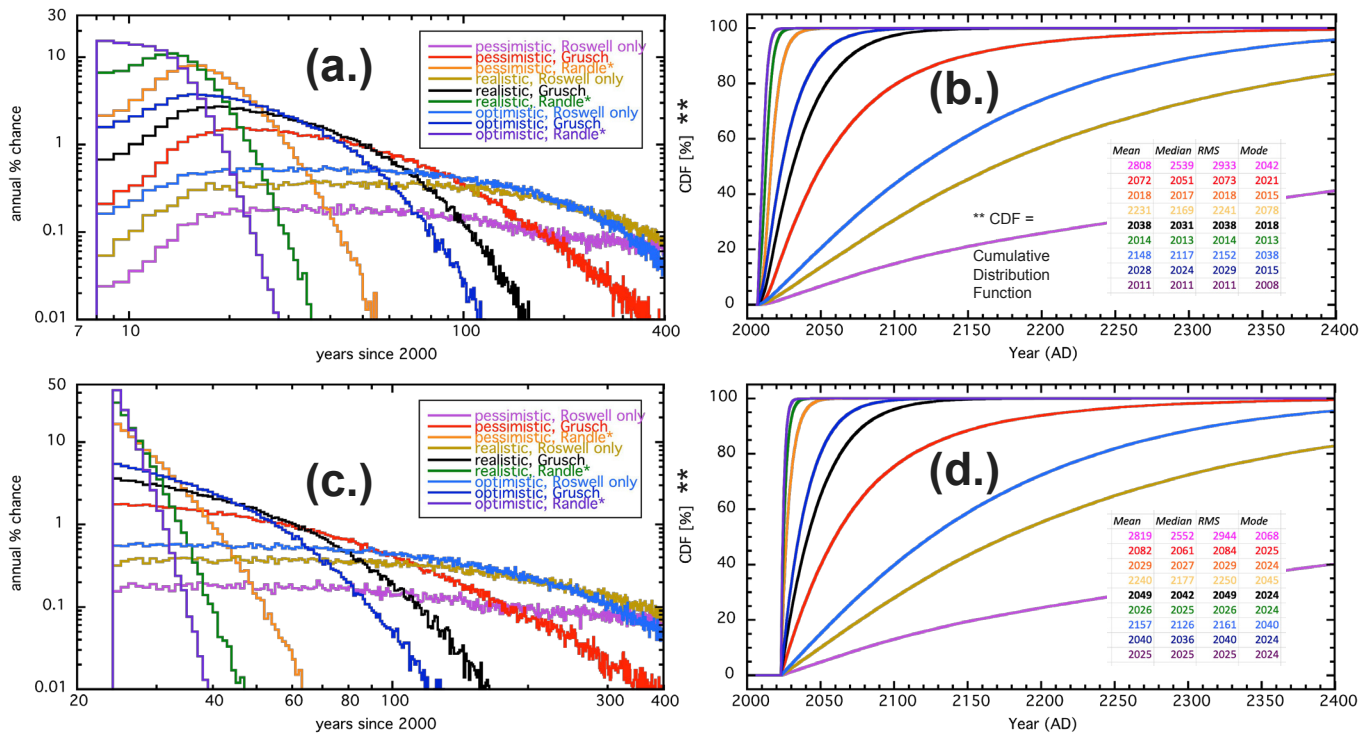 30
10
1
0.1
0.01
annual % chance
7
8
10
100
400
years since 2000
(a.)
pessimistic, Roswell only
pessimistic, Grusch
pessimistic, Randle*
realistic, Roswell only
realistic, Grusch
realistic, Randle*
optimistic, Roswell only
optimistic, Grusch
optimistic, Randle*
100
80
60
40
20
0
CDF [%] **
2000 2050 2100 2150 2200 2250 2300 2350 2400
Year (AD)
(b.)
** CDF =
Cumulative
Distribution
Function
Mean Median RMS Mode
2808 2539 2933 2042
2072 2051 2073 2021
2018 2017 2018 2015
2231 2169 2241 2078
2038 2031 2038 2018
2014 2013 2014 2013
2148 2117 2152 2038
2028 2024 2029 2015
2011 2011 2011 2008
50
10
1
0.1
0.01
annual % chance
20 40 60 80 100 200 300 400
years since 2000
(c.)
pessimistic, Roswell only
pessimistic, Grusch
pessimistic, Randle*
realistic, Roswell only
realistic, Grusch
realistic, Randle*
optimistic, Roswell only
optimistic, Grusch
optimistic, Randle*
100
80
60
40
20
0
CDF [%] **
2000 2050 2100 2150 2200 2250 2300 2350 2400
Year (AD)
(d.)
Mean Median RMS Mode
2819 2552 2944 2068
2082 2061 2084 2025
2029 2027 2029 2024
2240 2177 2250 2045
2049 2042 2049 2024
2026 2025 2026 2024
2157 2126 2161 2040
2040 2036 2040 2024
2025 2025 2025 2024